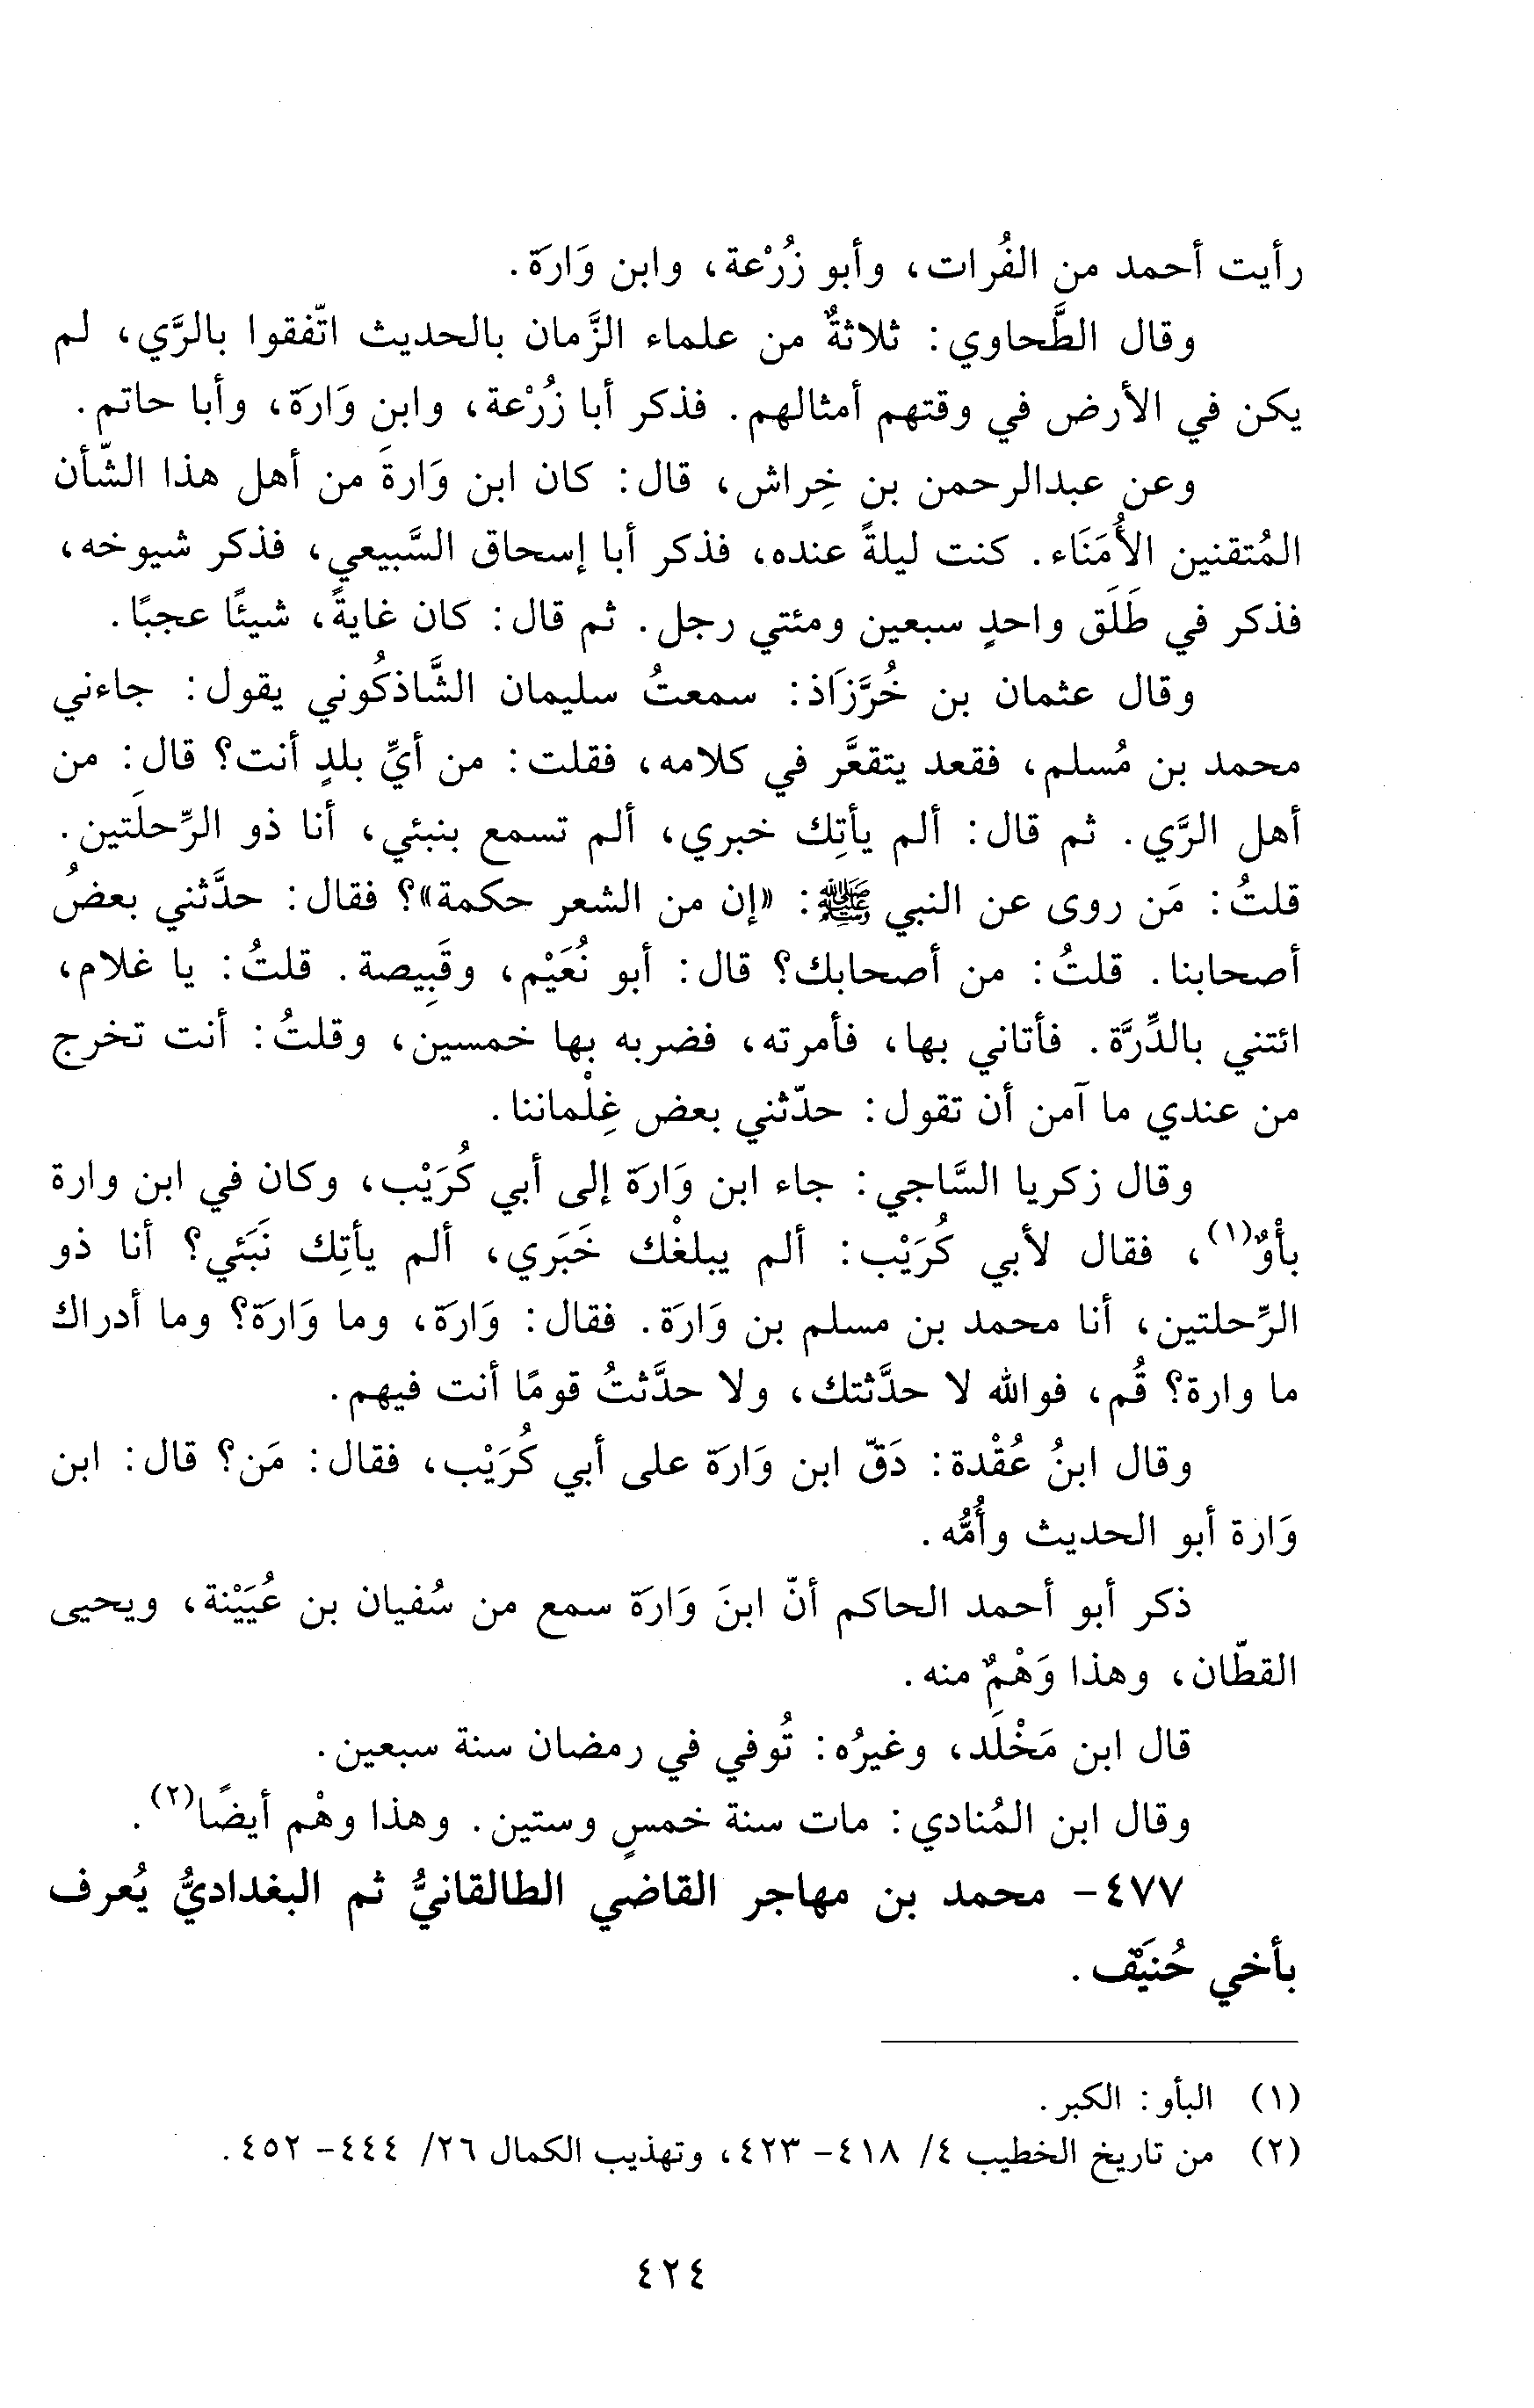 رأيت أحمد من الفُرات، وأبو زُرْعة، وابن وَارَة.
وقال الطَّحاوي: ثلاثةٌ من علماء الزَّمان بالحديث اتّفقوا بالرَّي، لم
يكن في الأرض في وقتهم أمثالهم. فذكر أبا زُرْعة، وابن وَارَة، وأبا حاتم.
وعن عبدالرحمن بن خِراش، قال: كان ابن وَارةَ من أهل هذا الشّأن
المُتقنين الأُمَنَاء. كنت ليلةً عنده، فذكر أبا إسحاق السَّبيعي، فذكر شيوخه،
فذكر في طَلَق واحدٍ سبعين ومئتي رجل. ثم قال: كان غايةً، شيئًا عجبًا.
وقال عثمان بن خُرَّزَاذ: سمعتُ سليمان الشَّاذكُوني يقول: جاءني
محمد بن مُسلم، فقعد يتقعَّر في كلامه، فقلت: من أيِّ بلدٍ أنت؟ قال: من
أهل الرَّي. ثم قال: ألم يأتِك خبري، ألم تسمع بنبئي، أنا ذو الرِّحلَتين.
قلتُ: مَن روى عن النبي ﷺ: «إن من الشعر حكمة»؟ فقال: حدَّثني بعضُ
أصحابنا. قلتُ: من أصحابك؟ قال: أبو نُعَيْم، وقَبِيصة. قلتُ: يا غلام،
ائتني بالدِّرَّة. فأتاني بها، فأمرته، فضربه بها خمسين، وقلتُ: أنت تخرج
من عندي ما آمن أن تقول: حدّثني بعض غِلْماننا.
وقال زكريا السَّاجي: جاء ابن وَارَة إلى أبي كُرَيْب، وكان في ابن وارة
بأوٌ(١)، فقال لأبي كُرَيْب: ألم يبلغْك خَبَري، ألم يأتِك نَبَئي؟ أنا ذو
الرِّحلتين، أنا محمد بن مسلم بن وَارَة. فقال: وَارَة، وما وَارَة؟ وما أدراك
ما وارة؟ قُم، فوالله لا حدَّثتك، ولا حدَّثتُ قومًا أنت فيهم.
وقال ابنُ عُقْدة: دَقّ ابن وَارَة على أبي كُرَيْب، فقال: مَن؟ قال: ابن
وَارة أبو الحديث وأُمُّه.
ذكر أبو أحمد الحاكم أنّ ابنَ وَارَة سمع من سُفيان بن عُيَيْنة، ويحيى
القطّان، وهذا وَهْمٌ منه.
قال ابن مَخْلَد، وغيرُه: تُوفي في رمضان سنة سبعين.
وقال ابن المُنادي: مات سنة خمسٍ وستين. وهذا وهْم أيضًا(٢).
٤٧٧- محمد بن مهاجر القاضي الطالقانيُّ ثم البغداديُّ يُعرف
بأخي حُنَيْف.
(١) البأو: الكبر.
(٢) من تاريخ الخطيب ٤/ ٤١٨- ٤٢٣، وتهذيب الكمال ٢٦/ ٤٤٤- ٤٥٢.
٤٢٤